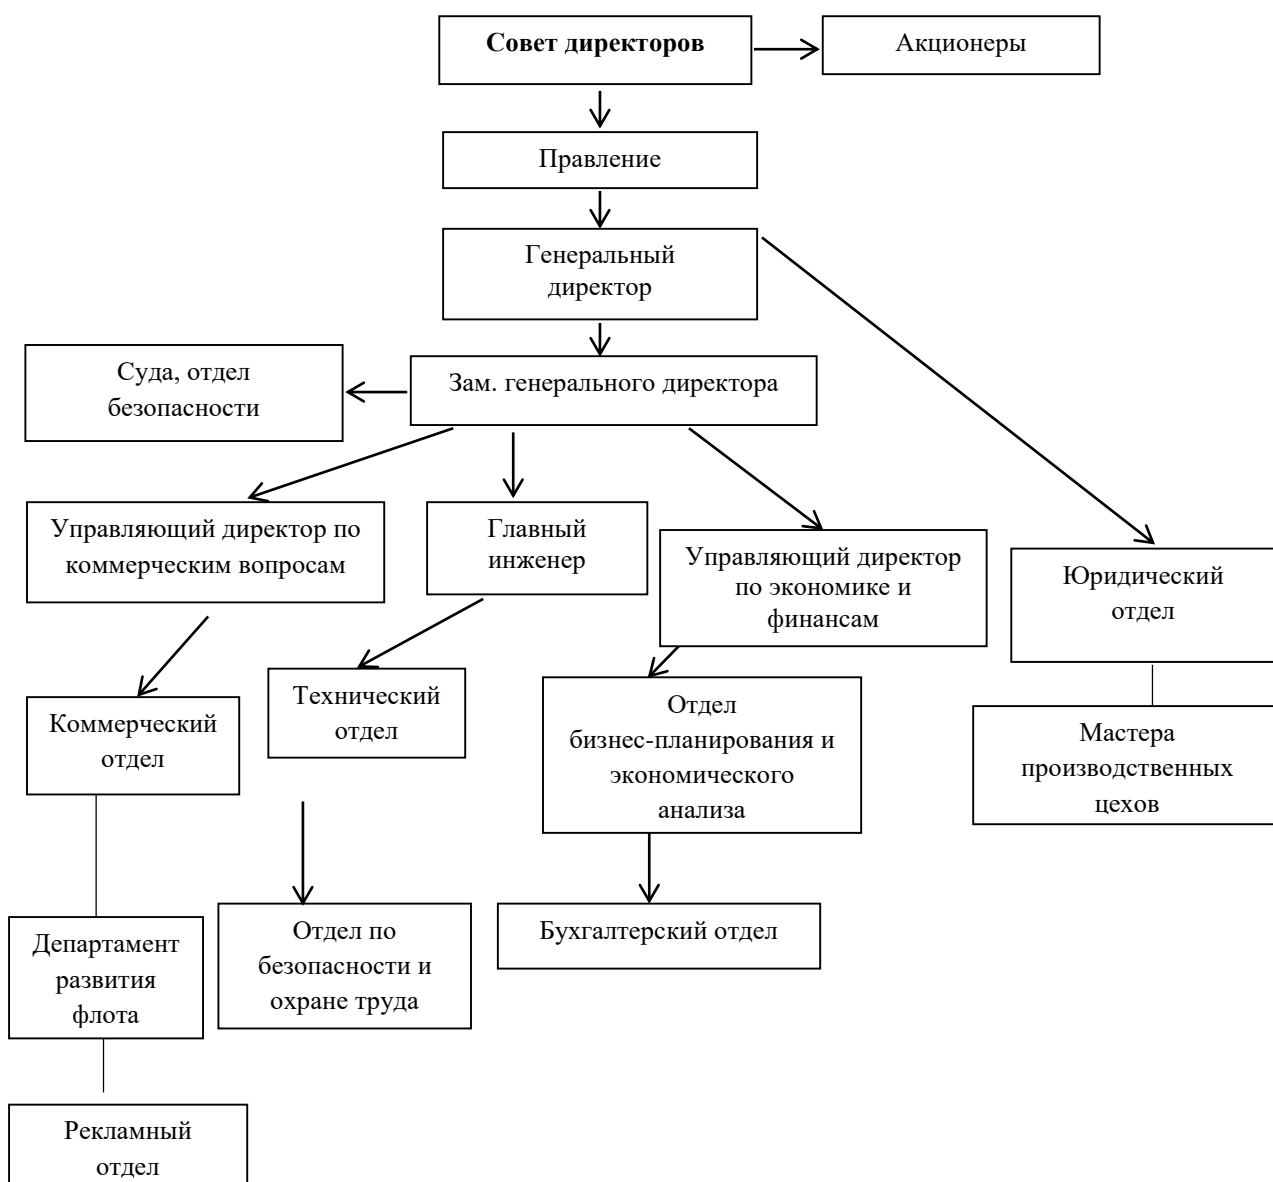 Совет директоров
Акционеры
Правление
Генеральный
директор
Зам. генерального директора
Суда, отдел
безопасности
Управляющий директор по
коммерческим вопросам
Главный
инженер
Управляющий директор
по экономике и
финансам
Юридический
отдел
Коммерческий
отдел
Технический
отдел
Отдел
бизнес-планирования и
экономического
анализа
Мастера
производственных
цехов
Департамент
развития
флота
Отдел по
безопасности и
охране труда
Бухгалтерский отдел
Рекламный
отдел